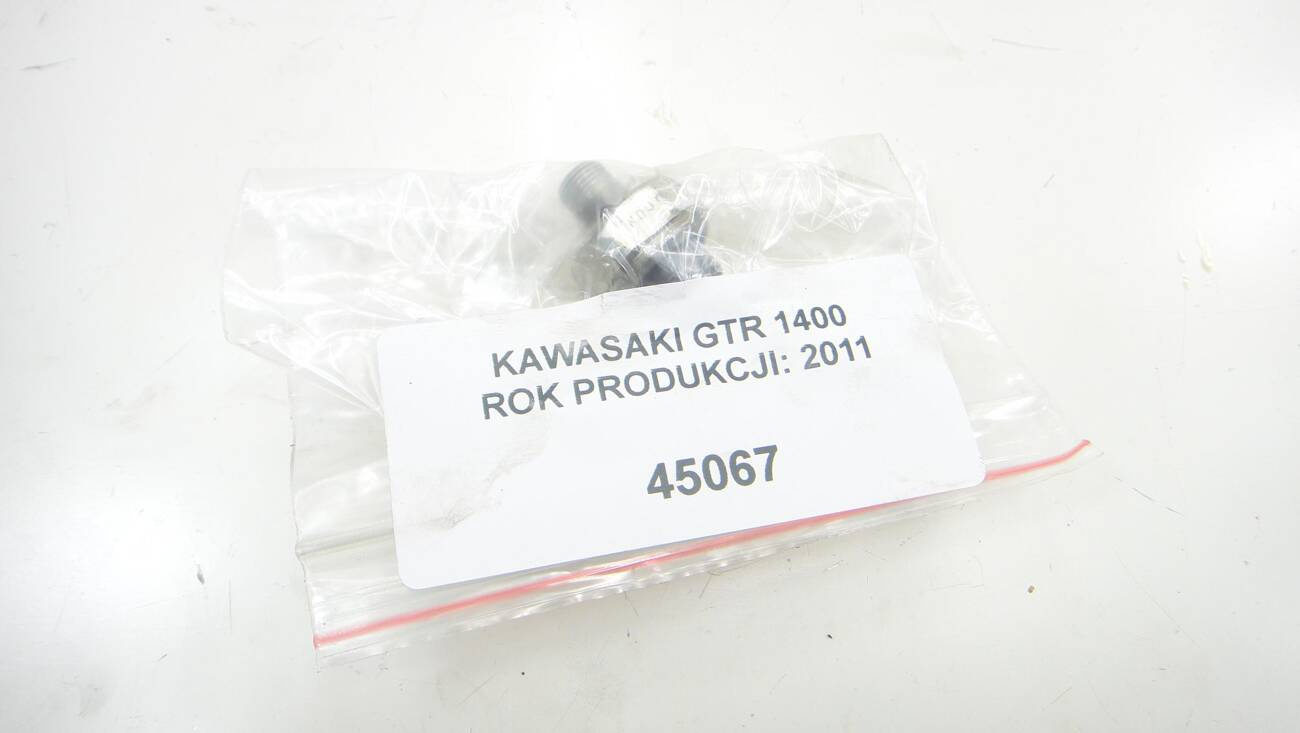 KAWASAKI GTR 1400
ROK PRODUKCJI: 2011
45067